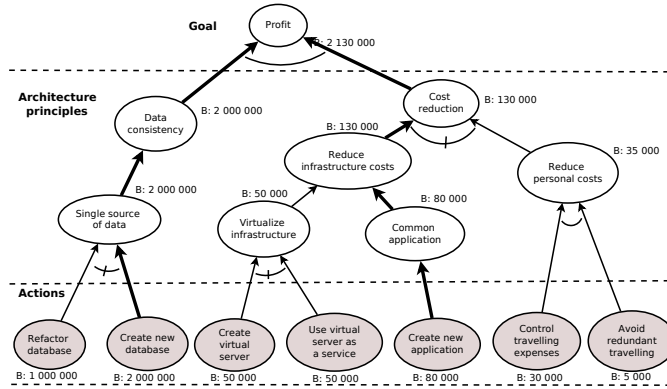 Goal
Profit
B: 2 130 000
Architecture
principles
Data
consistency
B: 2 000 000
Cost
reduction
B: 130 000
B: 130 000
Reduce
infrastructure costs
B: 35 000
Reduce
personal costs
B: 2 000 000
Single source
of data
B: 50 000
Virtualize
infrastructure
B: 80 000
Common
application
Actions
Refactor
database
Create new
database
Create
virtual
server
Use virtual
server as
a service
Create new
application
Control
travelling
expenses
Avoid
redundant
travelling
B: 1 000 000
B: 2 000 000
B: 50 000
B: 50 000
B: 80 000
B: 30 000
B: 5 000